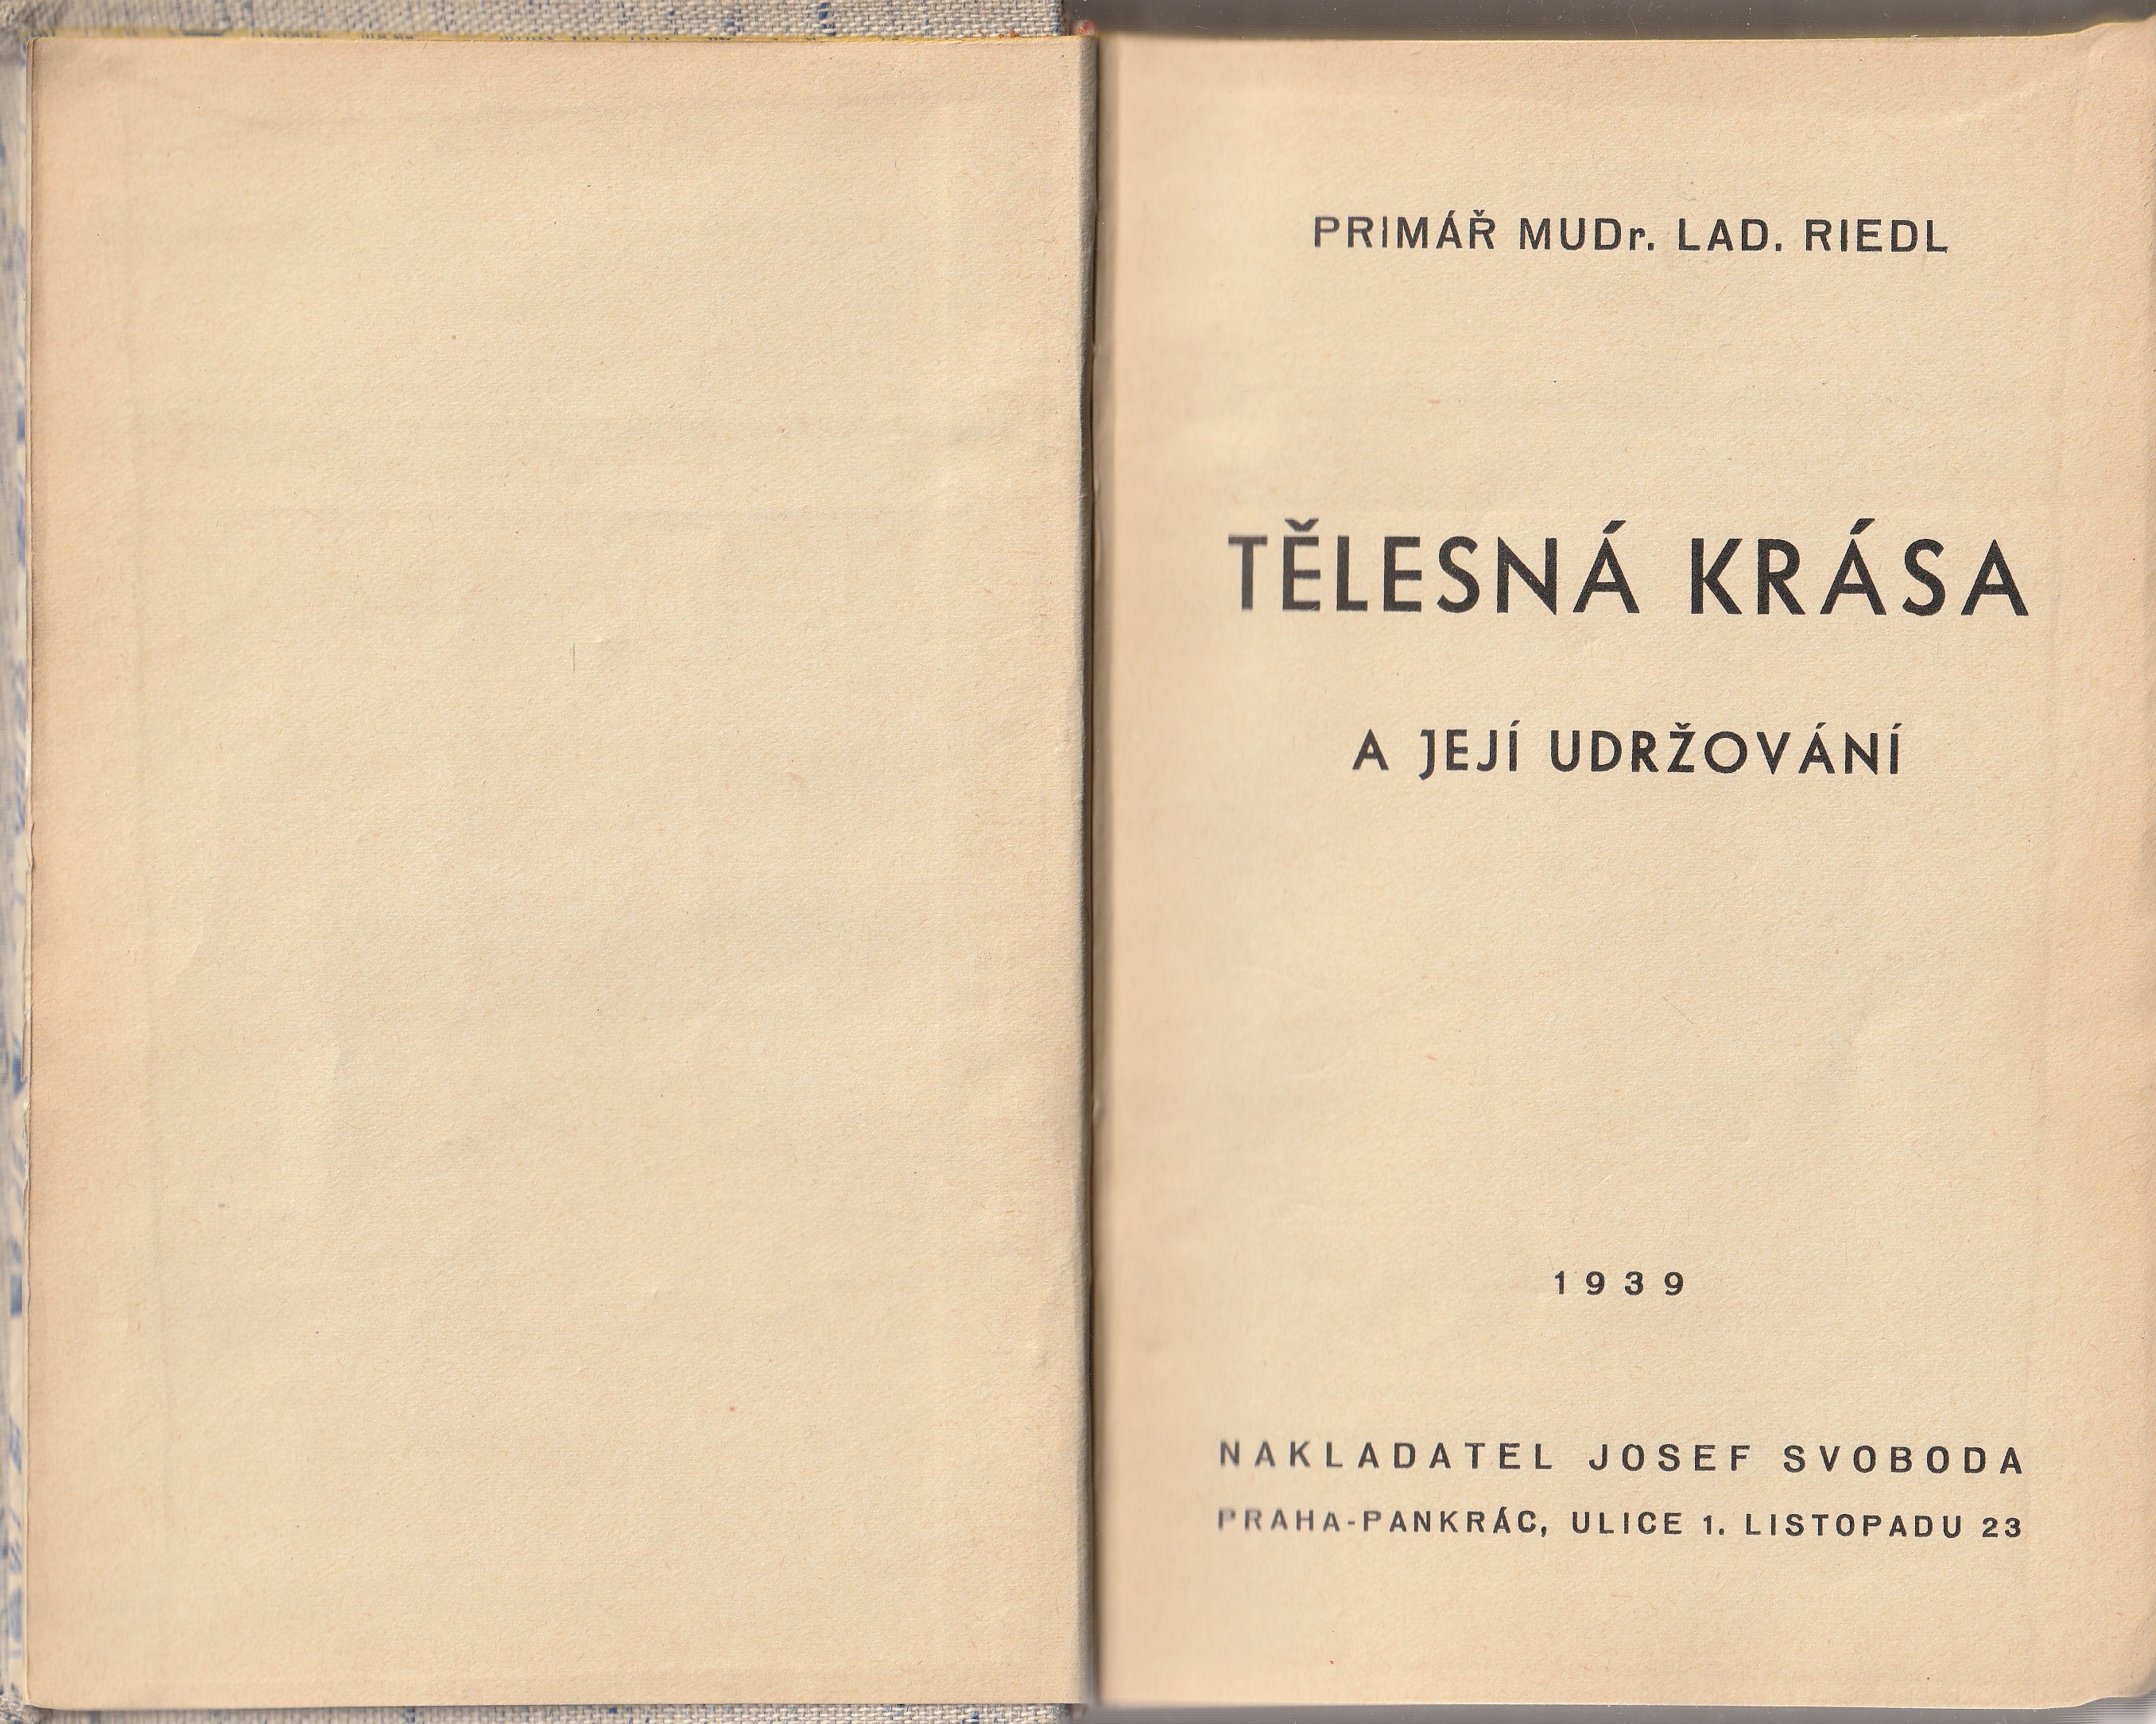 PRIMÁŘ MUDr. LAD. RIEDL
TĚLESNÁ KRÁSA
A JEJÍ UDRŽOVÁNÍ
1939
NAKLADATEL JOSEF SVOBODA
PRAHA-PANKRÁC, ULICE 1. LISTOPADU 23